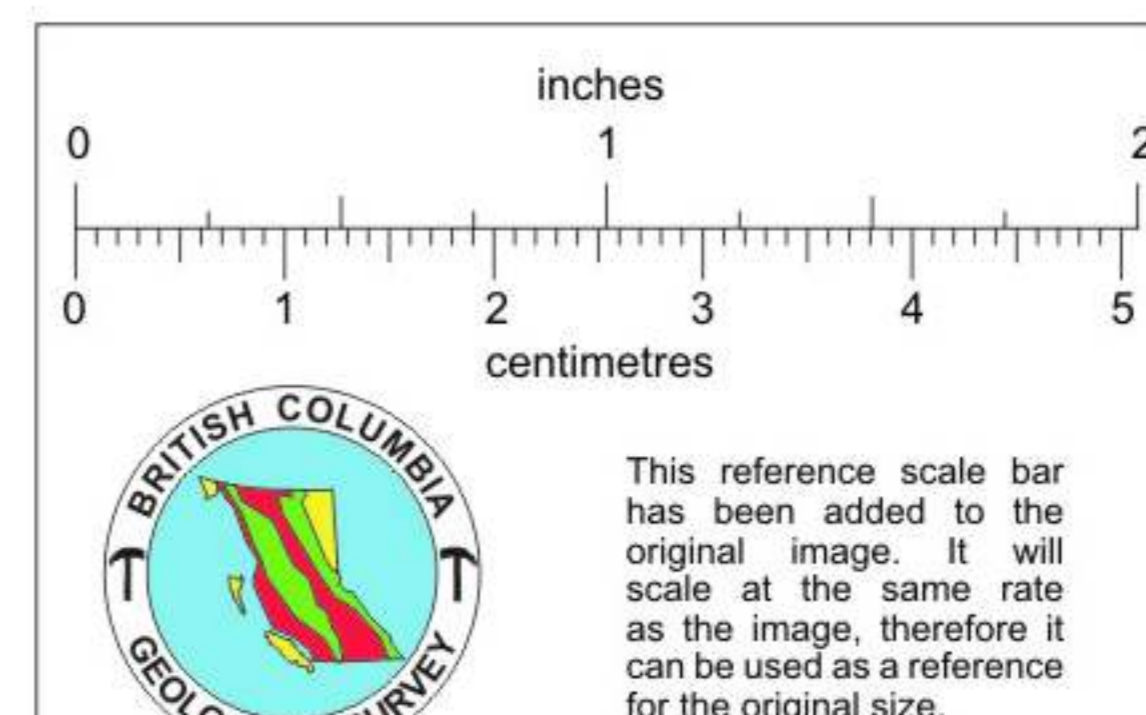 inches
0 1 2
0 1 2 3 4 5
centimetres
BRITISH COLUMBIA
This reference scale bar
has been added to the
original image. It will
scale at the same rate
as the image, therefore it
can be used as a reference
for the original size.